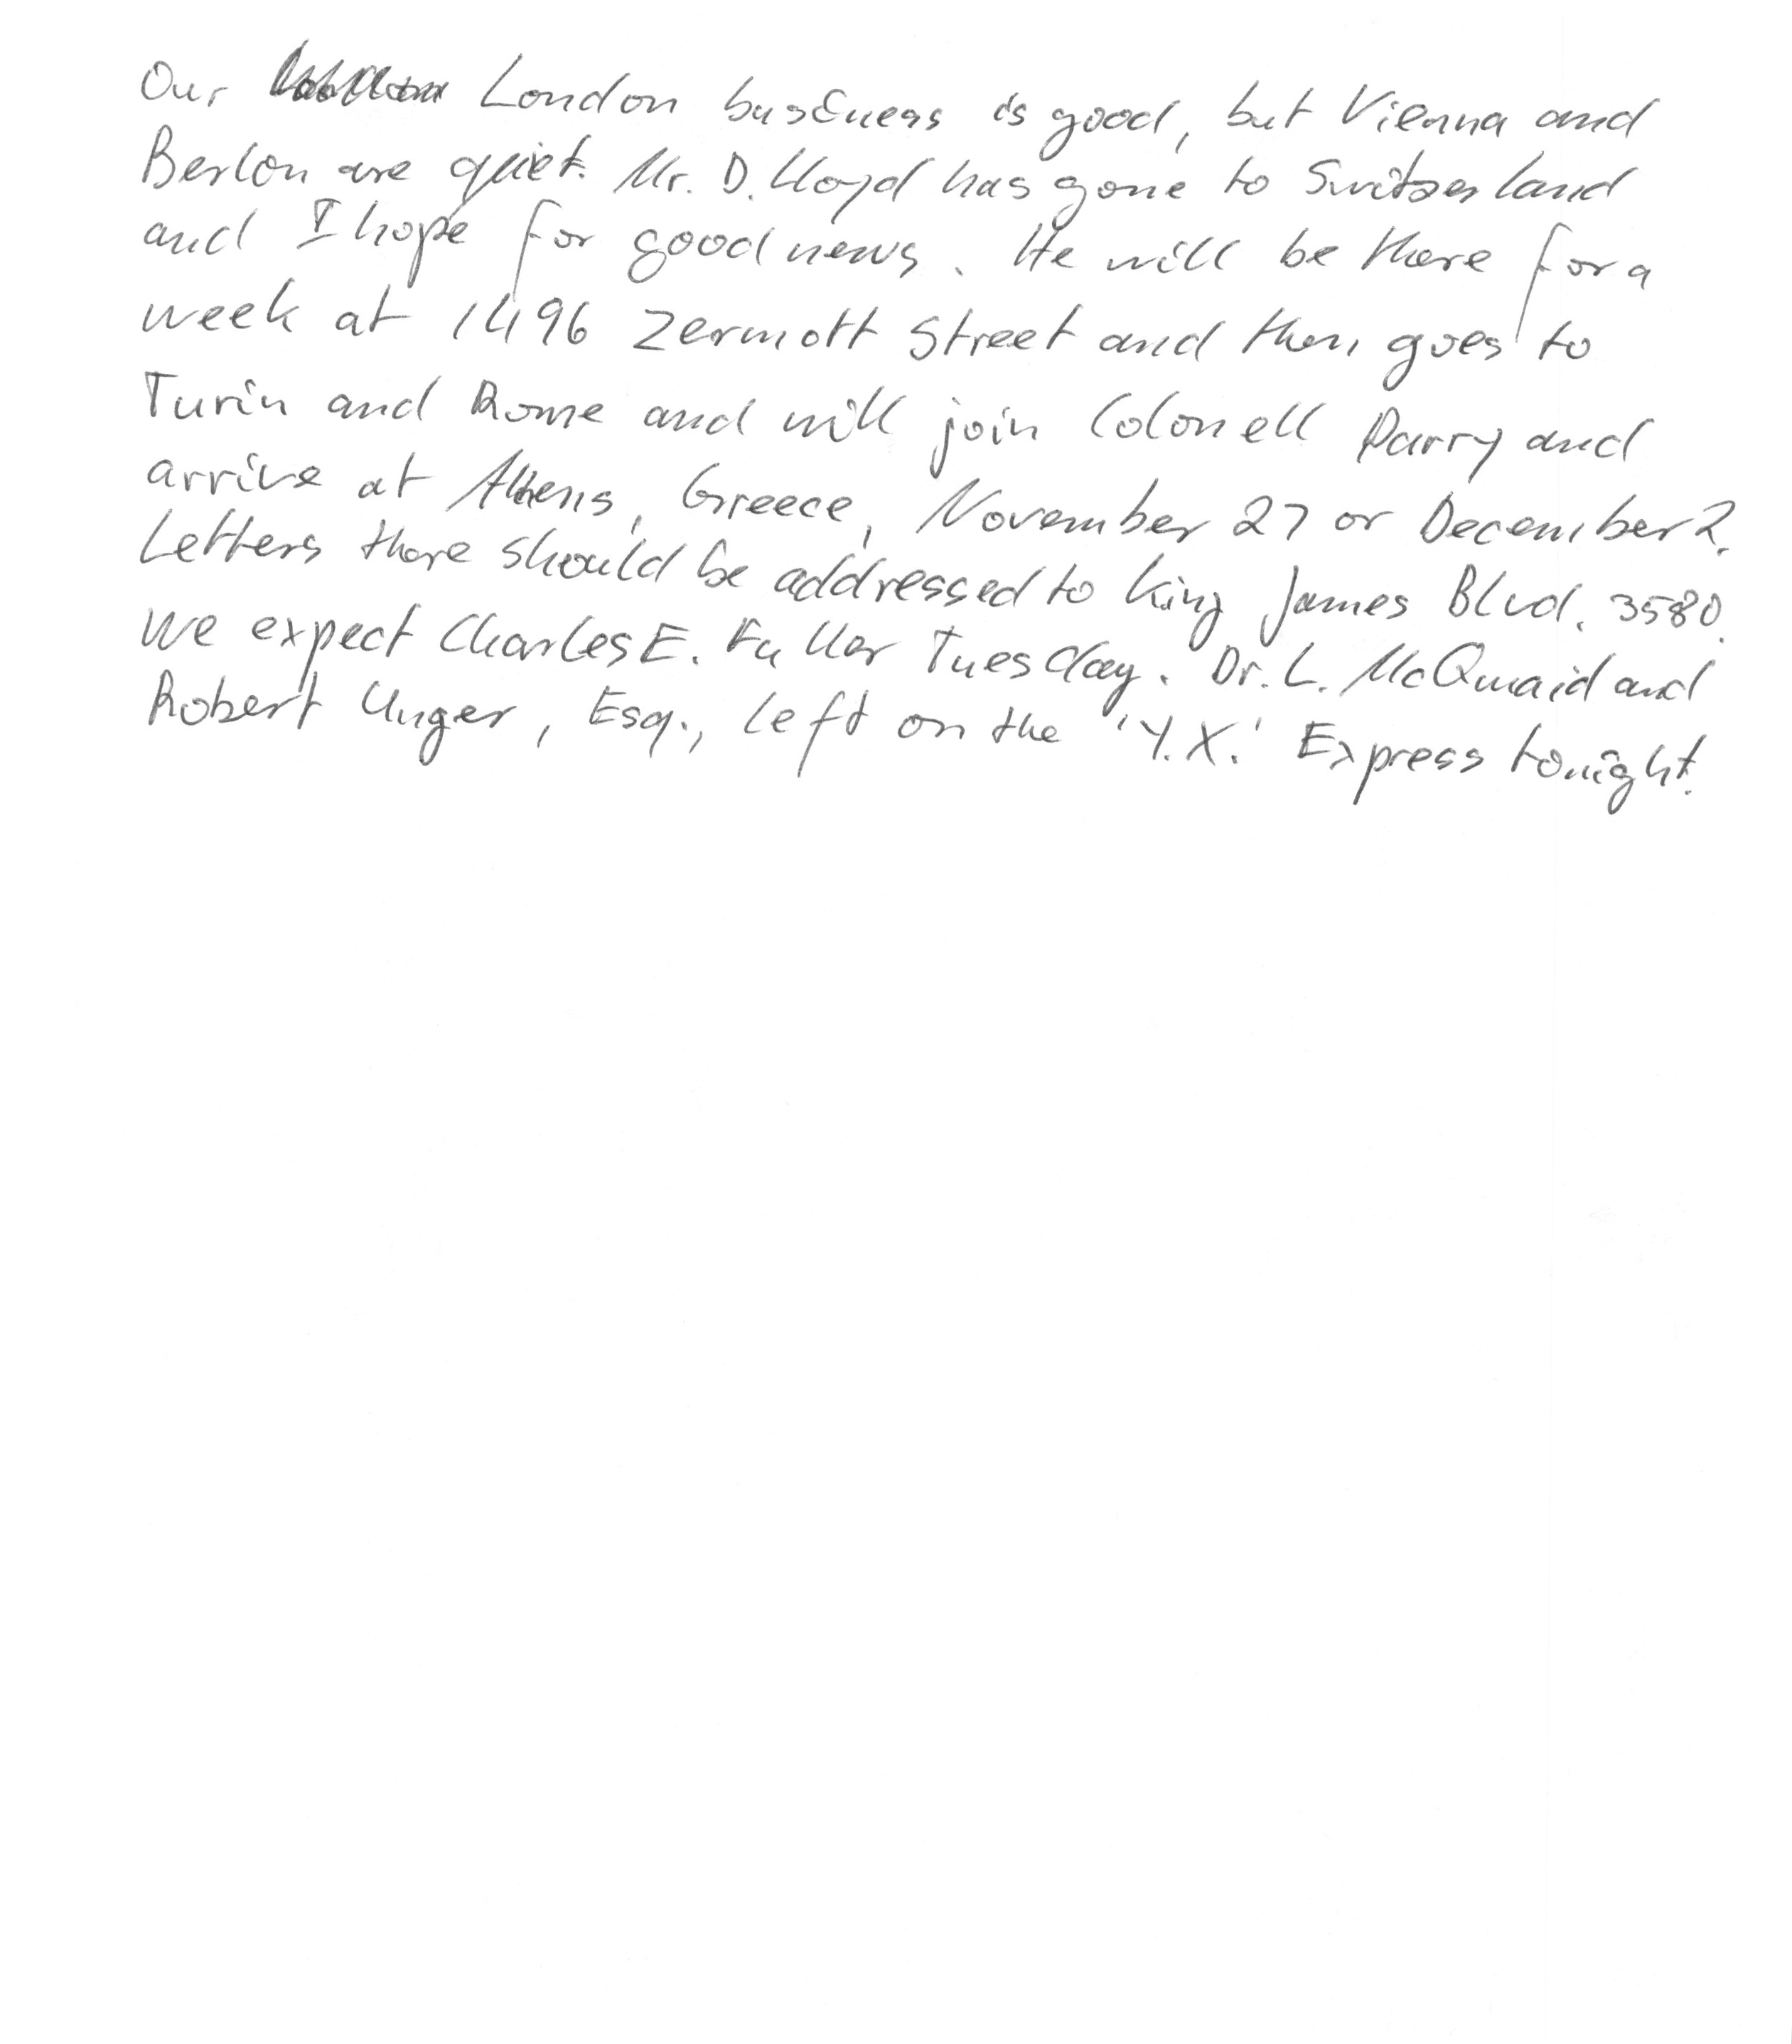 Our London business is good, but Vienna and
Berlin are quiet. Mr. D. Lloyd has gone to Switzerland
and I hope for good news. He will be there for a
week at 1496 Zermott Street and then goes to
Turin and Rome and will join Colonell Parry and
arrive at Athens, Greece, November 27 or December 2.
Letters there should be addressed to King James Blvd. 3580.
We expect Charles E. Fuller Tuesday. Dr. L. McQuaid and
Robert Unger, Esq., left on the 'Y.X.' Express tonight.